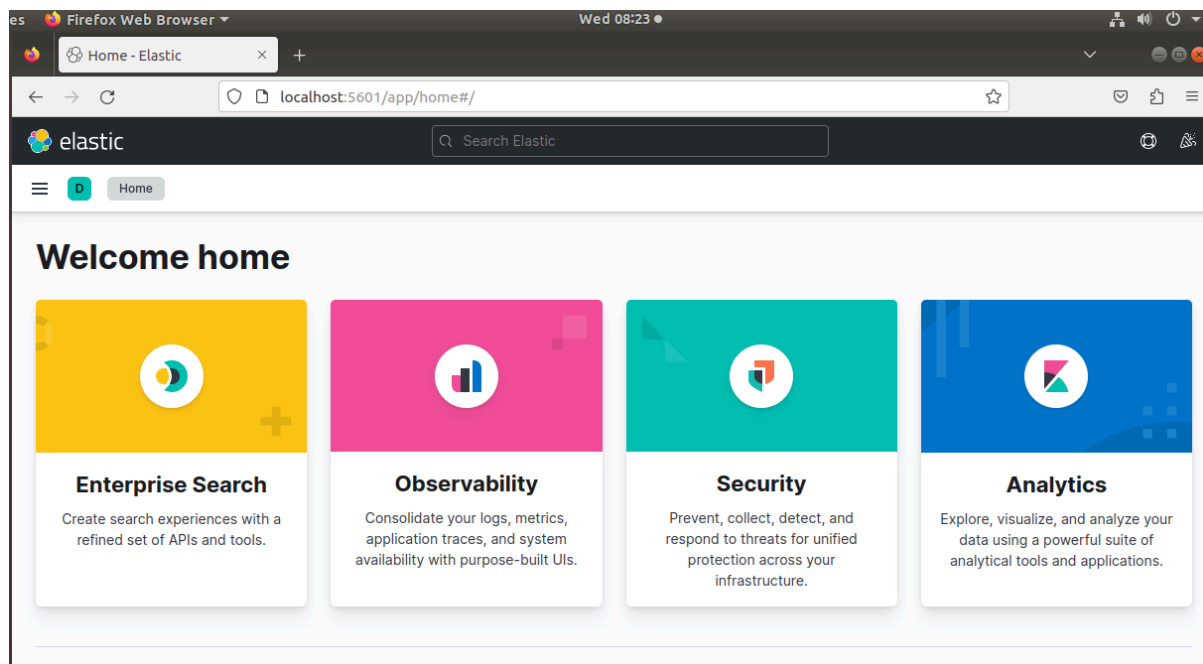 es Firefox Web Browser Wed 08:23
Home - Elastic
localhost:5601/app/home#/
elastic Search Elastic
D Home
Welcome home
Enterprise Search
Create search experiences with a
refined set of APIs and tools.
Observability
Consolidate your logs, metrics,
application traces, and system
availability with purpose-built UIs.
Security
Prevent, collect, detect, and
respond to threats for unified
protection across your
infrastructure.
Analytics
Explore, visualize, and analyze your
data using a powerful suite of
analytical tools and applications.